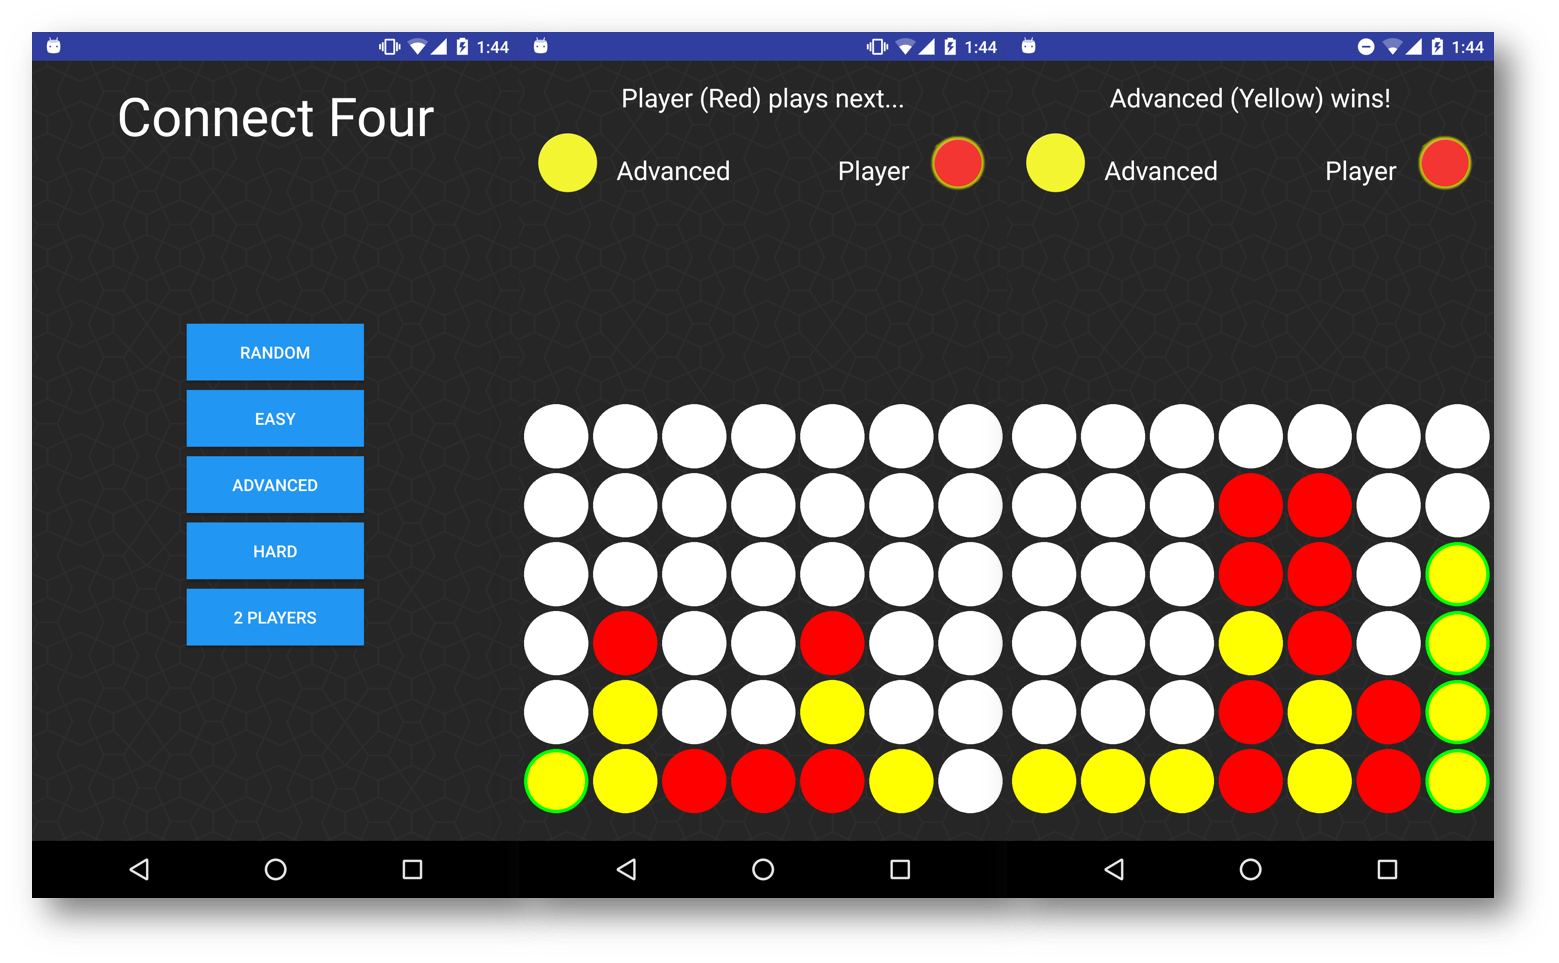 1:44
Connect Four
RANDOM
EASY
ADVANCED
HARD
2 PLAYERS
1:44
Player (Red) plays next...
Advanced
Player
1:44
Advanced (Yellow) wins!
Advanced
Player